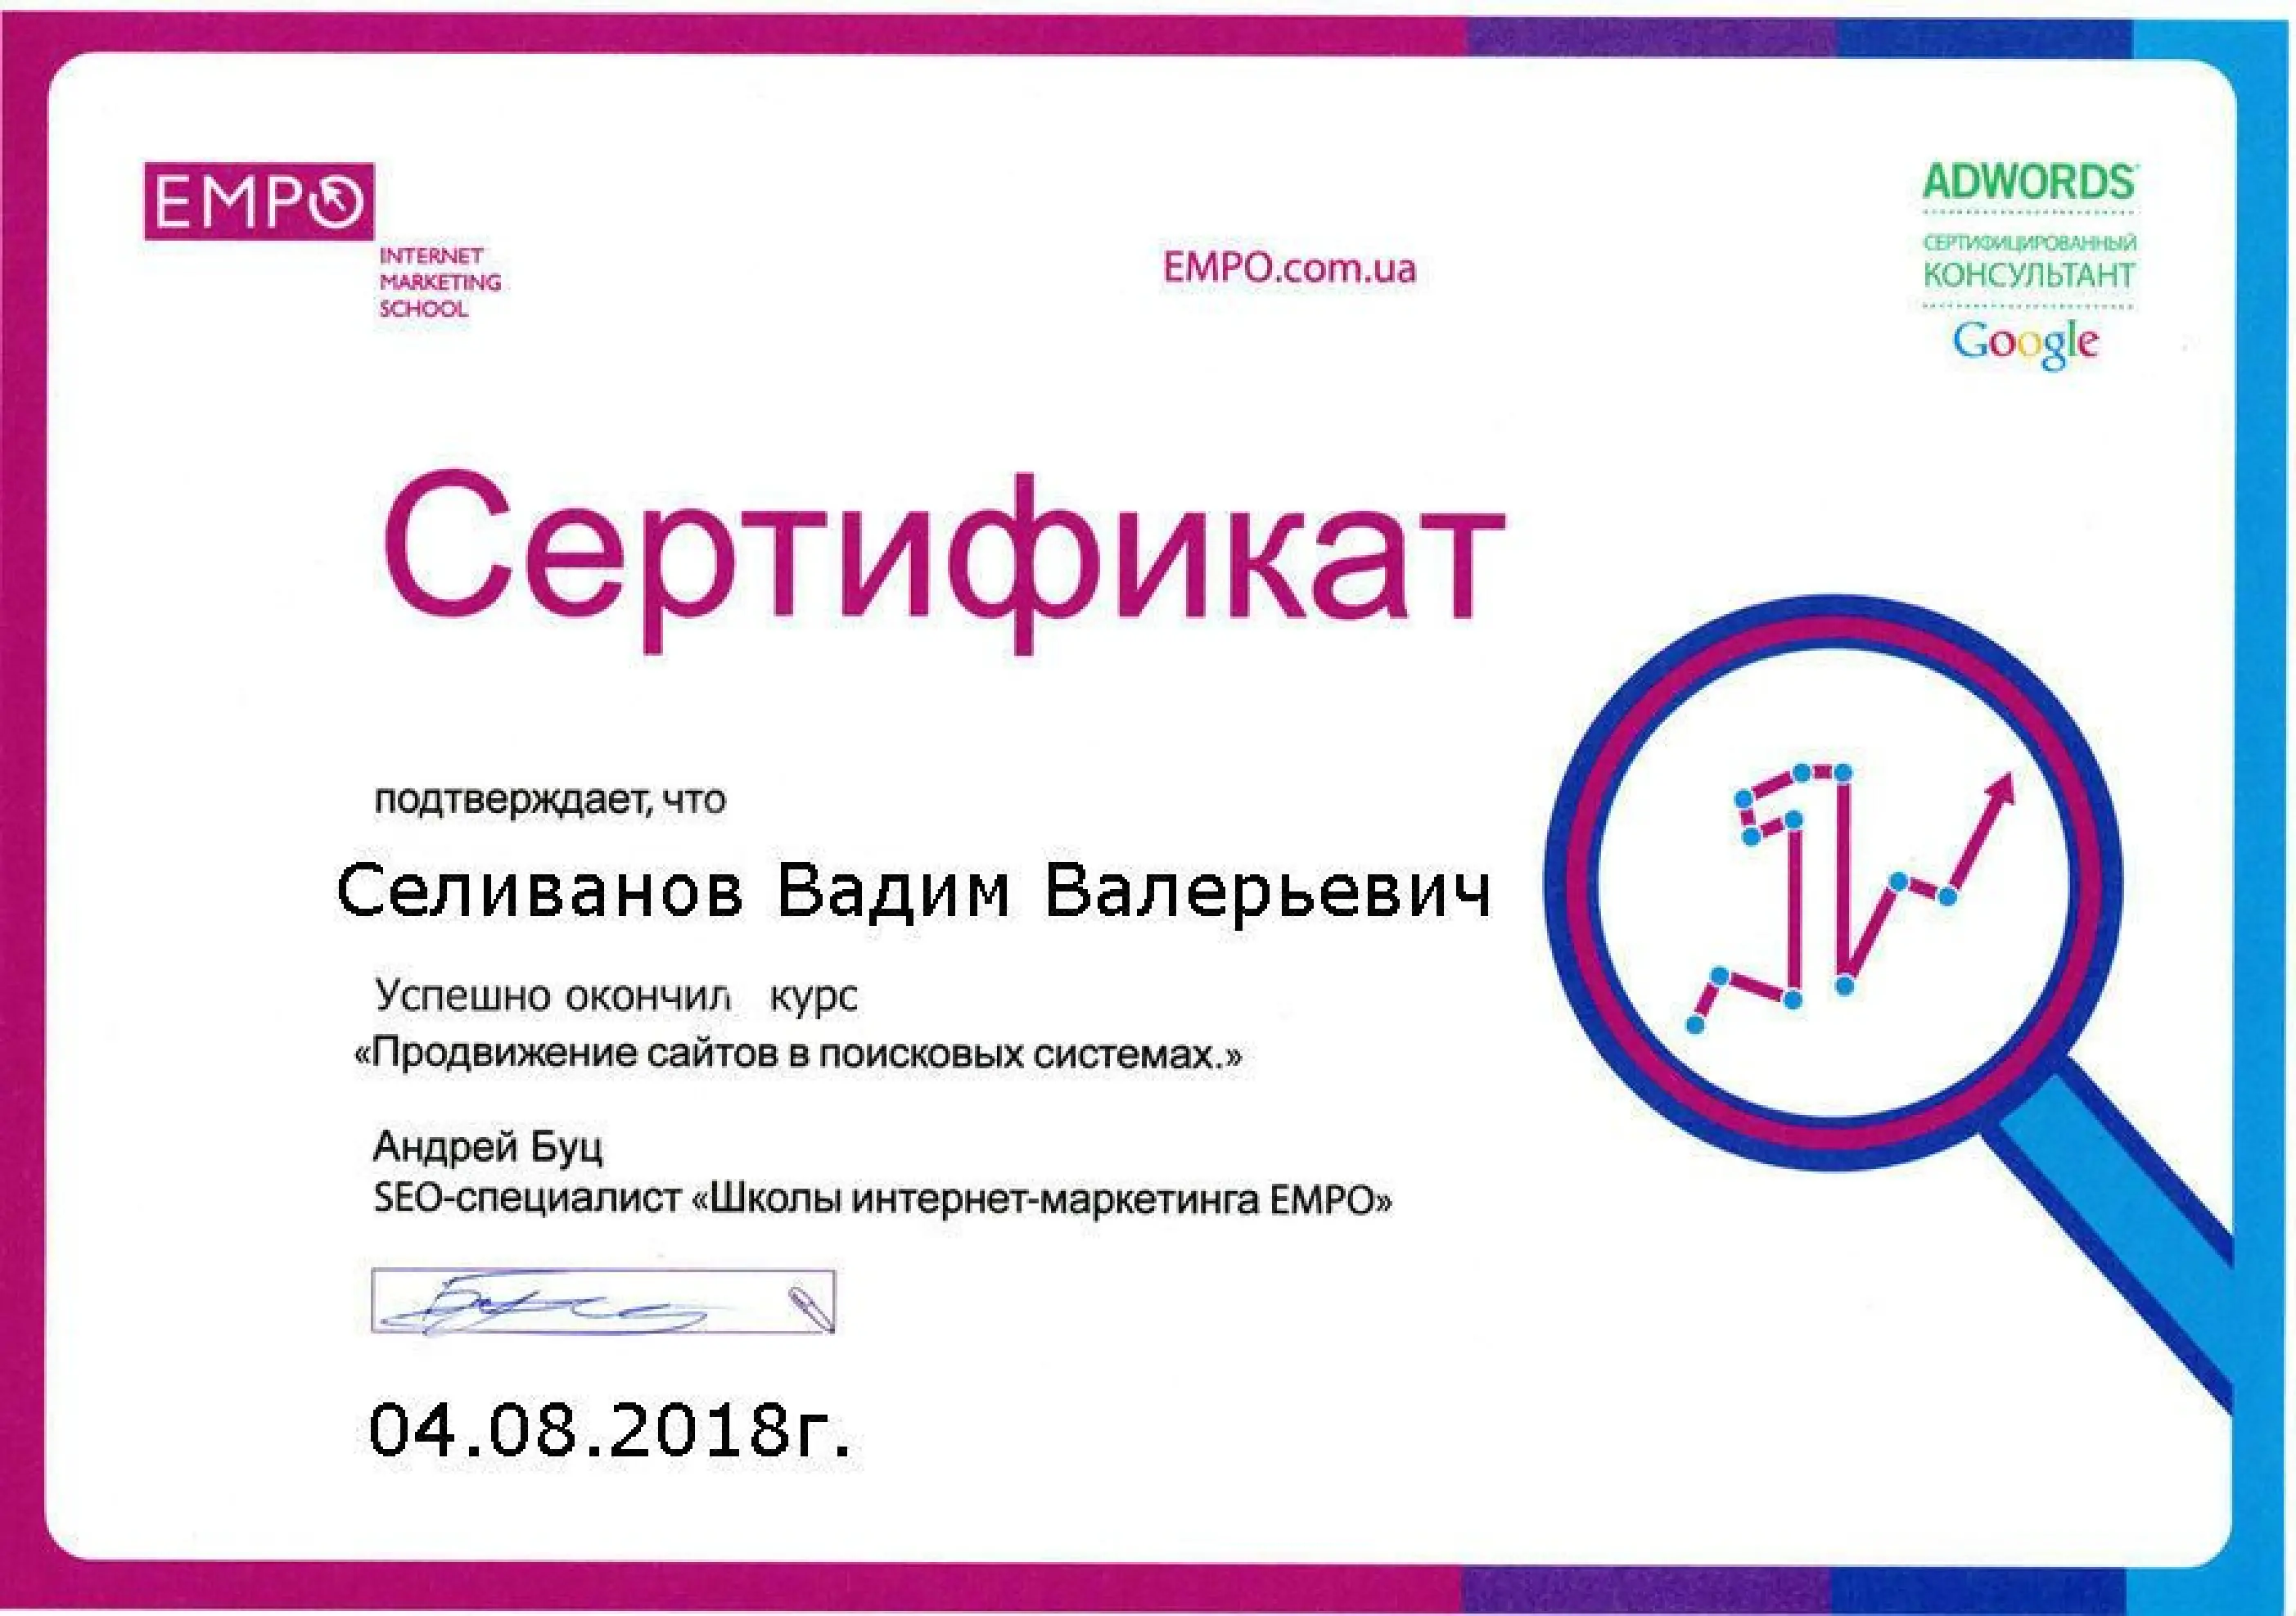 EMPO
INTERNET
MARKETING
SCHOOL
EMPO.com.ua
ADWORDS
СЕРТИФИЦИРОВАННЫЙ
КОНСУЛЬТАНТ
Google
Сертификат
подтверждает, что
Селиванов Вадим Валерьевич
Успешно окончил курс
«Продвижение сайтов в поисковых системах.»
Андрей Буц
SEO-специалист «Школы интернет-маркетинга EMPO»
04.08.2018г.